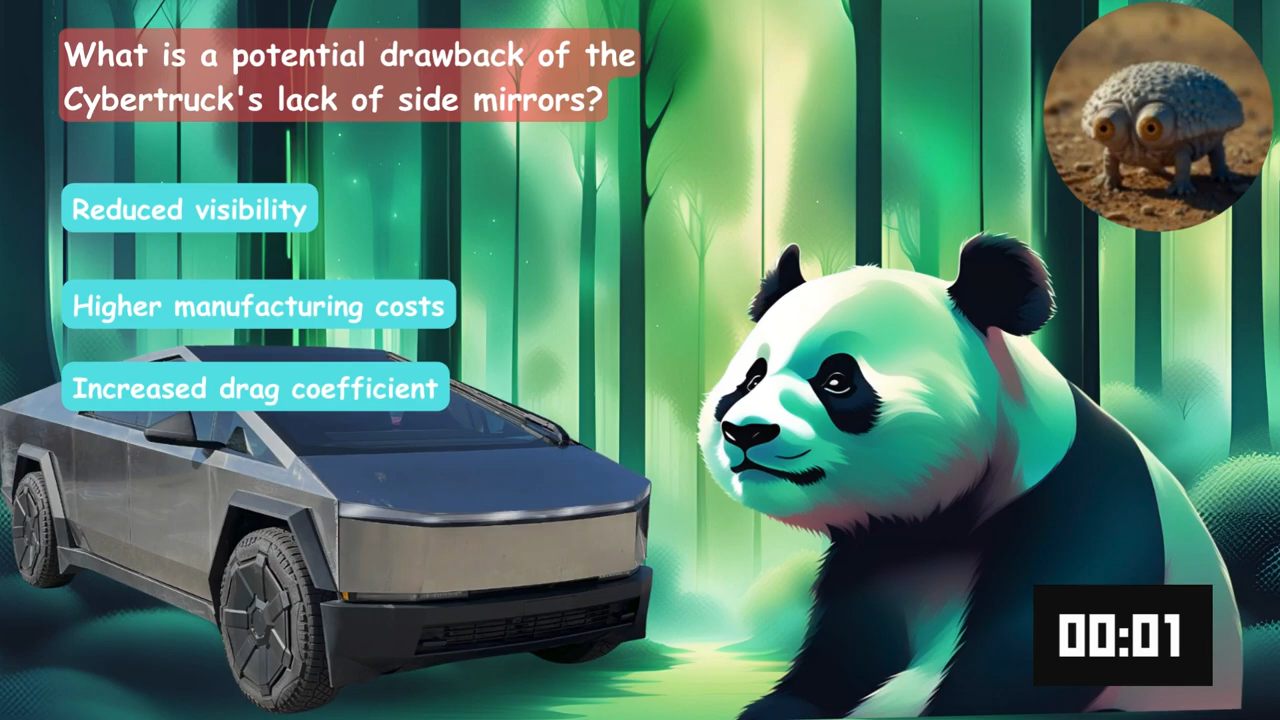 What is a potential drawback of the
Cybertruck's lack of side mirrors?
Reduced visibility
Higher manufacturing costs
Increased drag coefficient
00:01